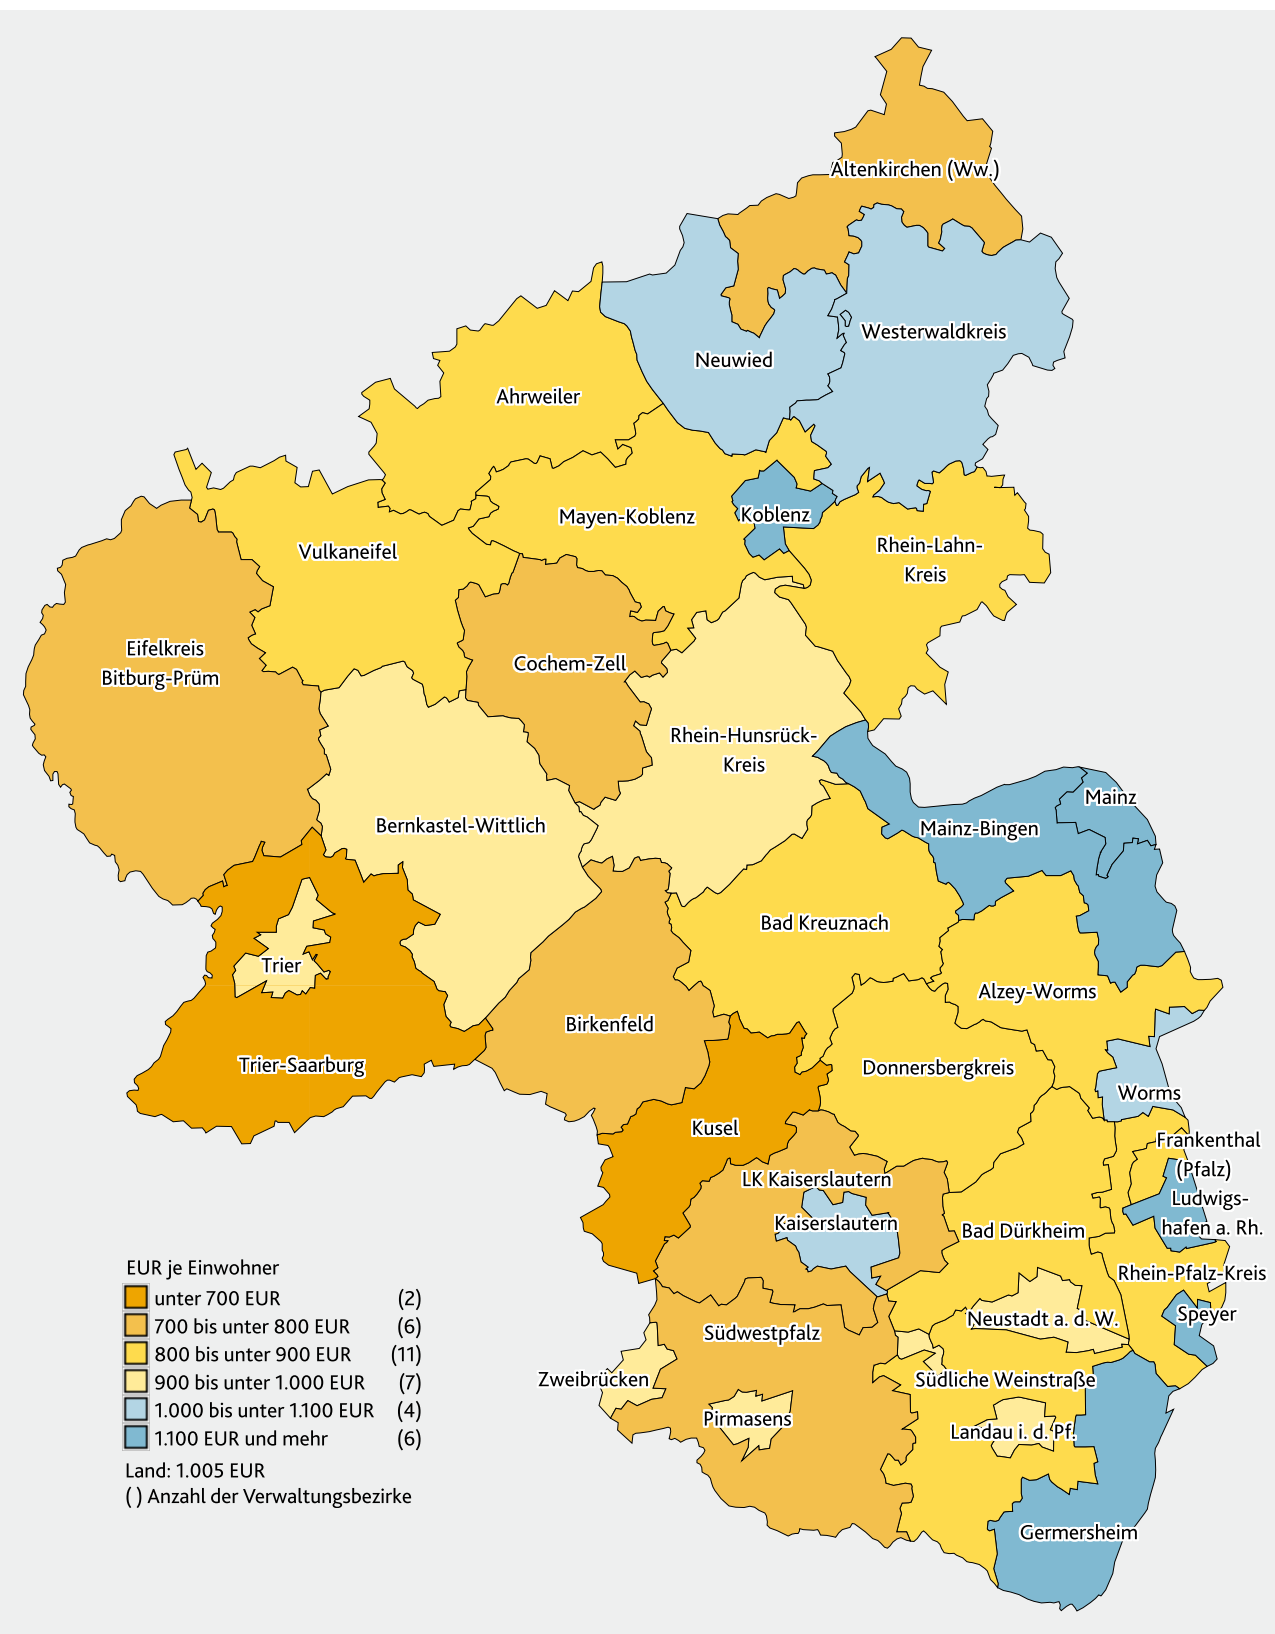 Altenkirchen (Ww.)
Westerwaldkreis
Neuwied
Ahrweiler
Koblenz
Mayen-Koblenz
Rhein-Lahn-
Kreis
Vulkaneifel
Eifelkreis
Bitburg-Prüm
Cochem-Zell
Rhein-Hunsrück-
Kreis
Mainz
Bernkastel-Wittlich
Mainz-Bingen
Bad Kreuznach
Trier
Alzey-Worms
Birkenfeld
Trier-Saarburg
Donnersbergkreis
Worms
Kusel
Frankenthal
(Pfalz)
LK Kaiserslautern
Ludwigs-
hafen a. Rh.
Kaiserslautern
Bad Dürkheim
Rhein-Pfalz-Kreis
Speyer
Neustadt a. d. W.
Südwestpfalz
Zweibrücken
Südliche Weinstraße
Pirmasens
Landau i. d. Pf.
Germersheim
EUR je Einwohner
unter 700 EUR (2)
700 bis unter 800 EUR (6)
800 bis unter 900 EUR (11)
900 bis unter 1.000 EUR (7)
1.000 bis unter 1.100 EUR (4)
1.100 EUR und mehr (6)
Land: 1.005 EUR
( ) Anzahl der Verwaltungsbezirke